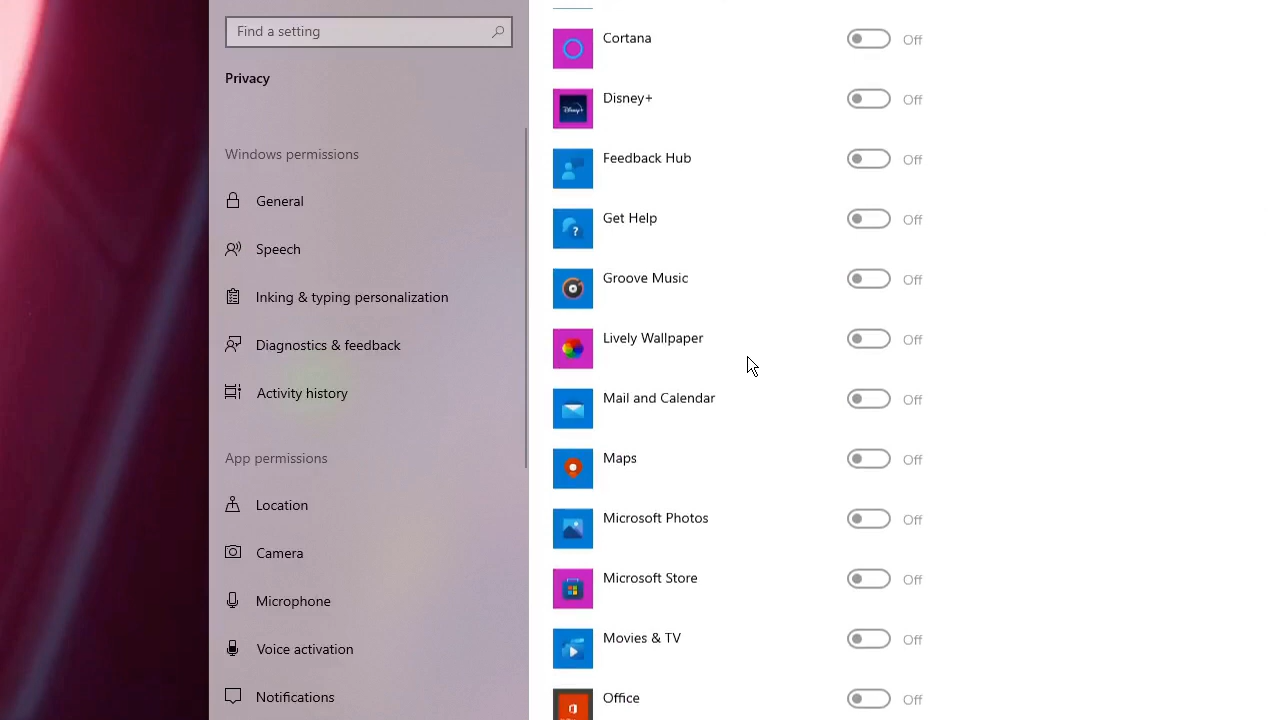 Find a setting
Privacy
Windows permissions
General
Speech
Inking & typing personalization
Diagnostics & feedback
Activity history
App permissions
Location
Camera
Microphone
Voice activation
Notifications
Cortana Off
Disney+ Off
Feedback Hub Off
Get Help Off
Groove Music Off
Lively Wallpaper Off
Mail and Calendar Off
Maps Off
Microsoft Photos Off
Microsoft Store Off
Movies & TV Off
Office Off